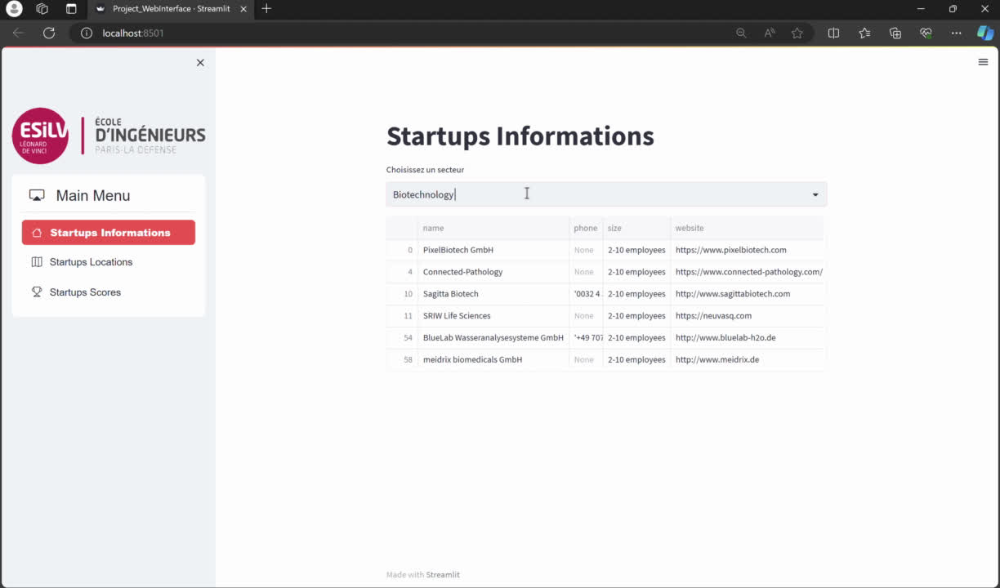 Project_WebInterface · Streamlit
localhost:8501
ESILV
LÉONARD
DE VINCI
ÉCOLE
D'INGÉNIEURS
PARIS-LA DÉFENSE
Main Menu
Startups Informations
Startups Locations
Startups Scores
Startups Informations
Choisissez un secteur
Biotechnology
name phone size website
0 PixelBiotech GmbH None 2-10 employees https://www.pixelbiotech.com
4 Connected-Pathology None 2-10 employees https://www.connected-pathology.com/
10 Sagitta Biotech '0032 4 2-10 employees http://www.sagittabiotech.com
11 SRIW Life Sciences None 2-10 employees https://neuvasq.com
54 BlueLab Wasseranalysesysteme GmbH '+49 707 2-10 employees http://www.bluelab-h2o.de
58 meidrix biomedicals GmbH None 2-10 employees http://www.meidrix.de
Made with Streamlit